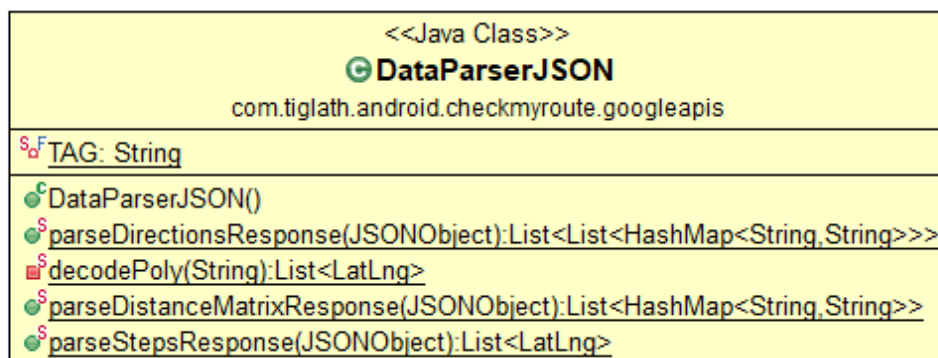 <<Java Class>>
C DataParserJSON
com.tiglath.android.checkmyroute.googleapis
S F TAG: String
C DataParserJSON()
S parseDirectionsResponse(JSONObject):List<List<HashMap<String,String>>>
S decodePoly(String):List<LatLng>
S parseDistanceMatrixResponse(JSONObject):List<HashMap<String,String>>
S parseStepsResponse(JSONObject):List<LatLng>